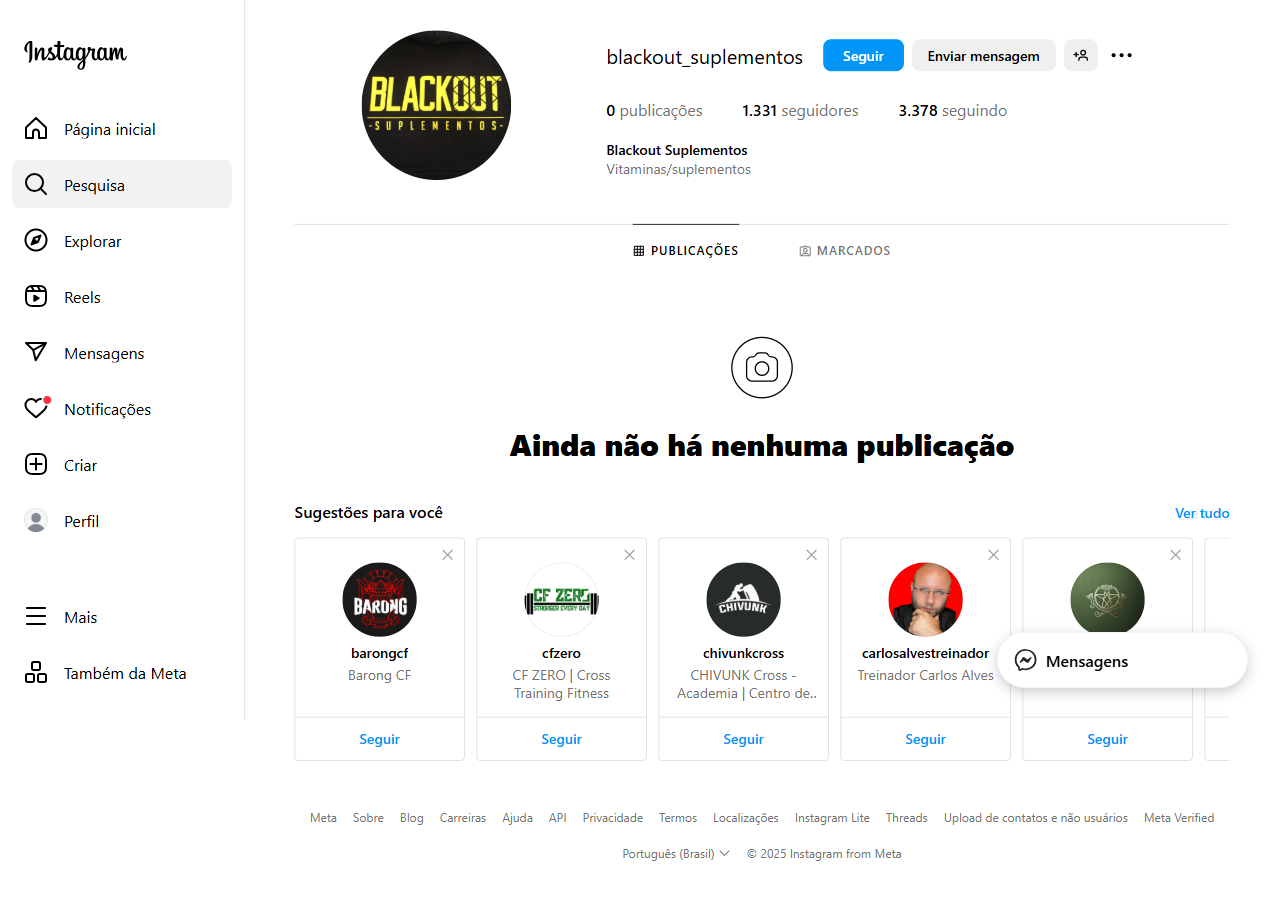 Instagram
Página inicial
Pesquisa
Explorar
Reels
Mensagens
Notificações
Criar
Perfil
Mais
Também da Meta
BLACKOUT
-SUPLEMENTOS-
blackout_suplementos
Seguir
Enviar mensagem
0 publicações
1.331 seguidores
3.378 seguindo
Blackout Suplementos
Vitaminas/suplementos
PUBLICAÇÕES
MARCADOS
Ainda não há nenhuma publicação
Sugestões para você
Ver tudo
BARONG
barongcf
Barong CF
Seguir
CF ZERO
STRONGER EVERY DAY
cfzero
CF ZERO | Cross
Training Fitness
Seguir
CHIVUNK
chivunkcross
CHIVUNK Cross -
Academia | Centro de..
Seguir
carlosalvestreinador
Treinador Carlos Alves
Seguir
Seguir
Mensagens
Meta
Sobre
Blog
Carreiras
Ajuda
API
Privacidade
Termos
Localizações
Instagram Lite
Threads
Upload de contatos e não usuários
Meta Verified
Português (Brasil)
© 2025 Instagram from Meta